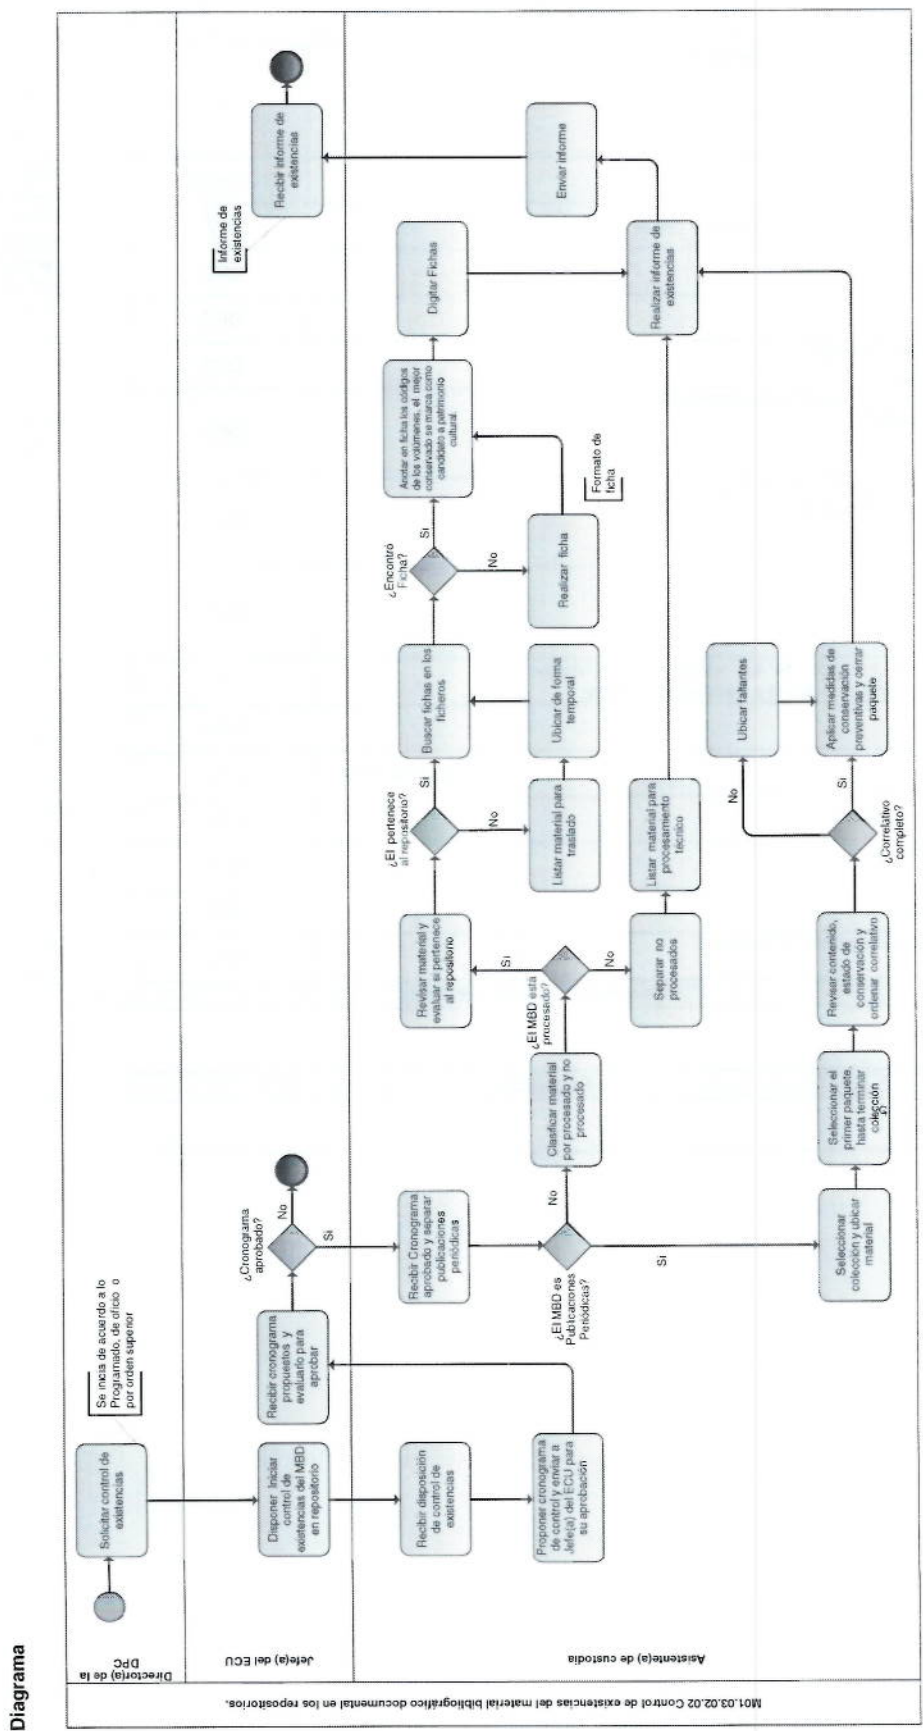 Diagrama
M01.03.02.02 Control de existencias del material bibliográfico documental en los repositorios.
Director(a) de la
DPC
Jefe(a) del ECU
Asistente(a) de custodia
Solicitar control de
existencias
Se inicia de acuerdo a lo
Programado, de oficio o
por orden superior
Disponer Iniciar
control de
existencias del MBD
en repositorio
Recibir disposición
de control de
existencias
Proponer cronograma
de control y enviar a
Jefe(a) del ECU para
su aprobación
Recibir cronograma
propuestos y
evaluarlo para
aprobar
¿Cronograma
aprobado?
No
Si
Recibir Cronograma
aprobado y separar
publicaciones
periódicas
¿El MBD es
Publicaciones
Periódicas?
No
Si
Clasificar material
por procesado y no
procesado
¿El MBD está
procesado?
Si
No
Revisar material y
evaluar si pertenece
al repositorio
Separar no
procesados
Listar material para
procesamiento
técnico
¿El pertenece
al repositorio?
Si
No
Listar material para
traslado
Ubicar de forma
temporal
Buscar fichas en los
ficheros
¿Encontró
Ficha?
Si
No
Realizar ficha
Formato de
ficha
Anotar en ficha los códigos
de los volúmenes, el mejor
conservado se marca como
candidato a patrimonio
cultural.
Digitar Fichas
Seleccionar
colección y ubicar
material
Seleccionar el
primer paquete.
hasta terminar
colección
Revisar contenido,
estado de
conservación y
ordenar correlativo
¿Correlativo
completo?
No
Si
Ubicar faltantes
Aplicar medidas de
conservación
preventivas y cerrar
paquete
Realizar informe de
existencias
Enviar informe
Recibir informe de
existencias
Informe de
existencias